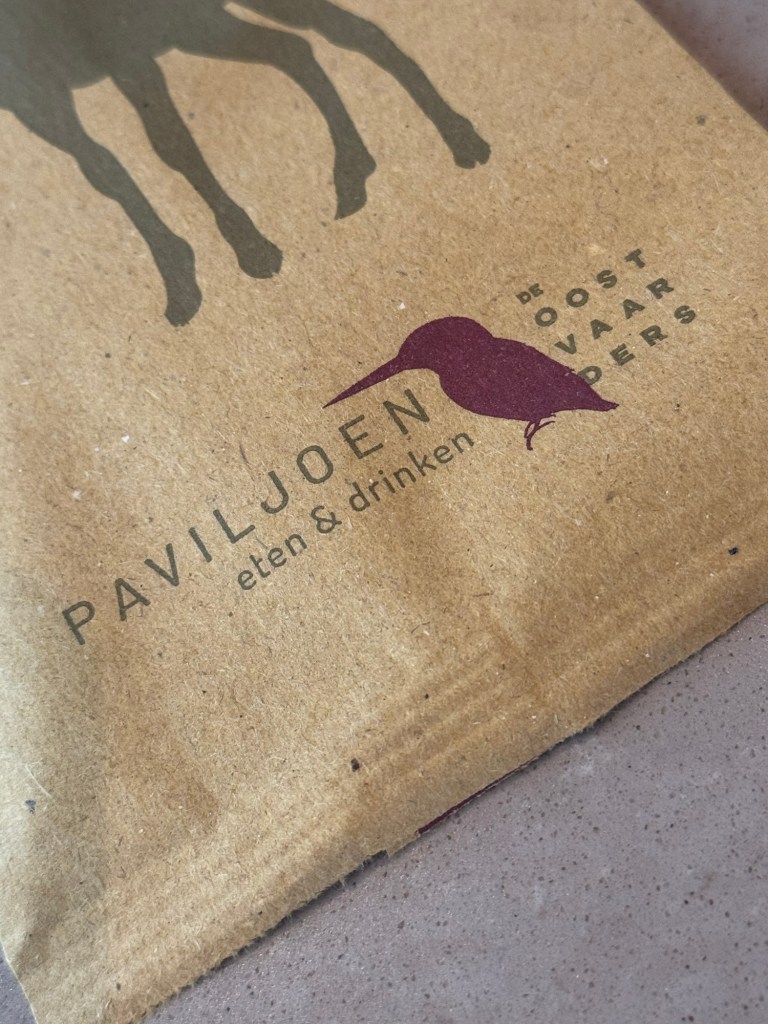 DE
OOST
VAAR
DERS
PAVILJOEN
eten & drinken